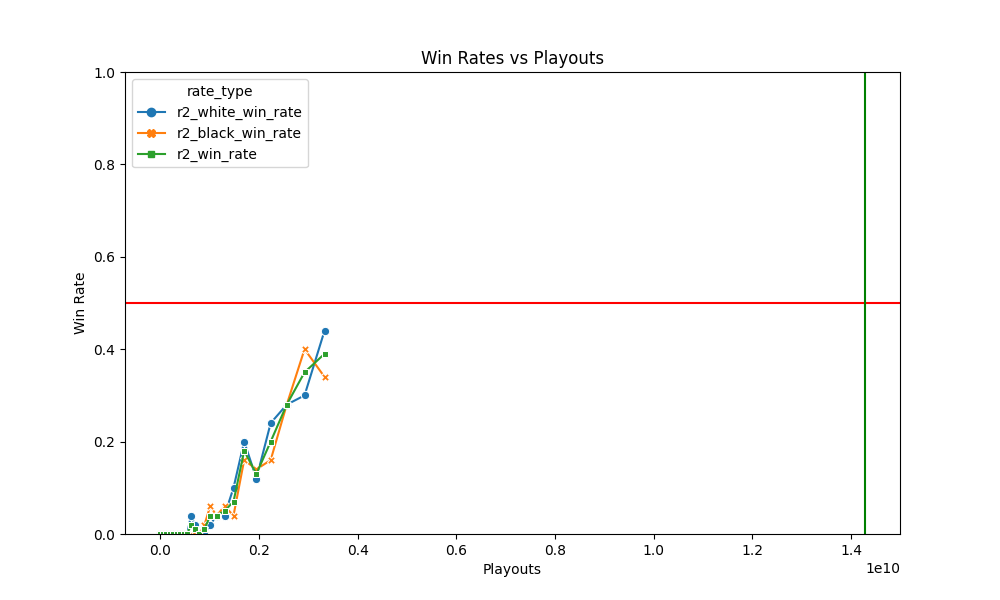 Win Rates vs Playouts
rate_type
r2_white_win_rate
r2_black_win_rate
r2_win_rate
Win Rate
1.0
0.8
0.6
0.4
0.2
0.0
0.0 0.2 0.4 0.6 0.8 1.0 1.2 1.4
1e10
Playouts